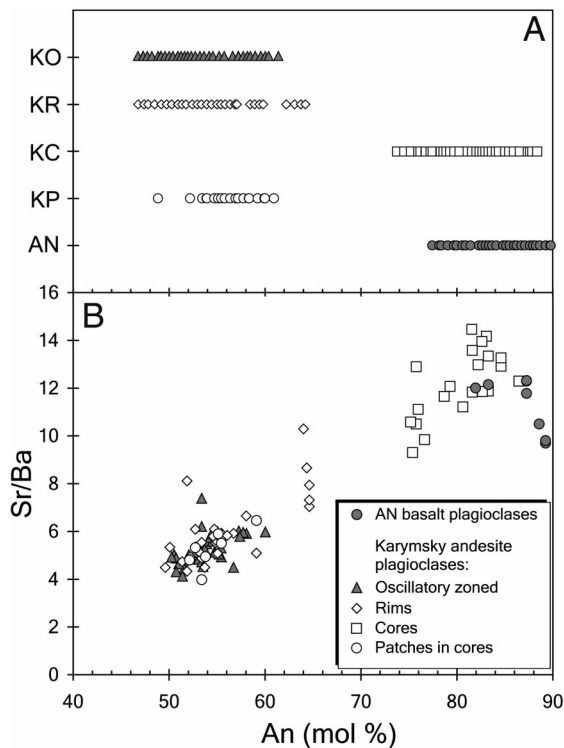 A
KO
KR
KC
KP
AN
B
16
14
12
10
8
6
4
2
0
Sr/Ba
AN basalt plagioclases
Karymsky andesite
plagioclases:
Oscillatory zoned
Rims
Cores
Patches in cores
40 50 60 70 80 90
An (mol %)